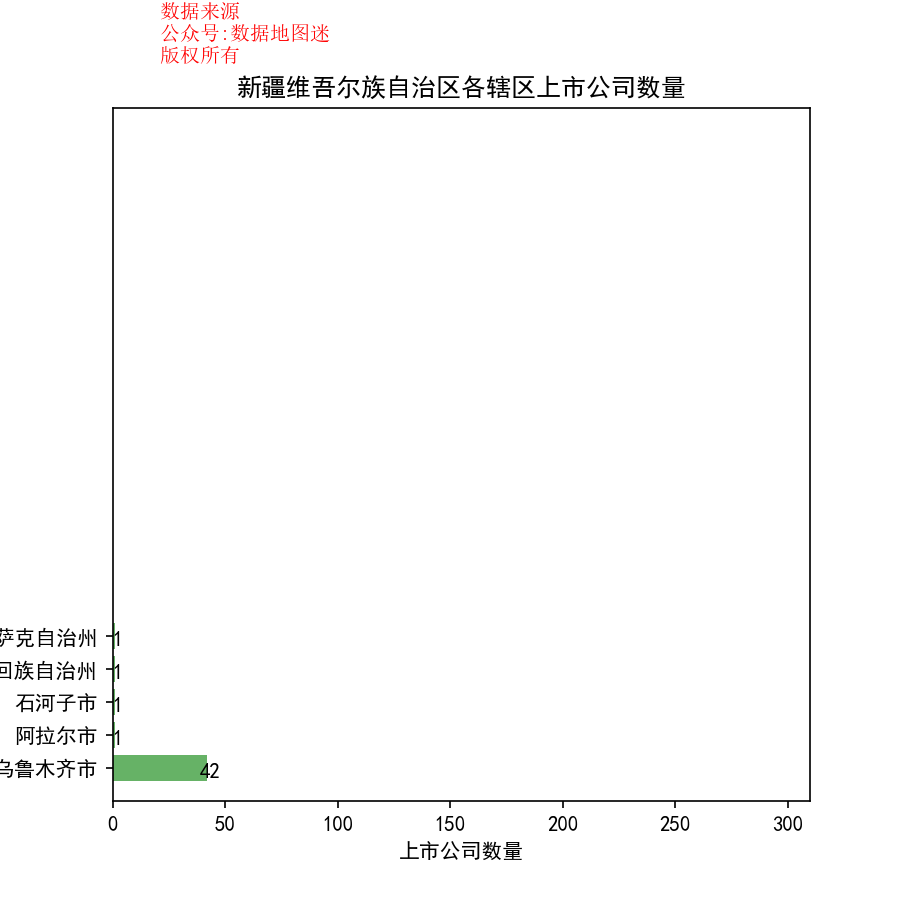 数据来源
公众号:数据地图迷
版权所有
新疆维吾尔族自治区各辖区上市公司数量
萨克自治州 1
回族自治州 1
石河子市 1
阿拉尔市 1
乌鲁木齐市 42
0 50 100 150 200 250 300
上市公司数量